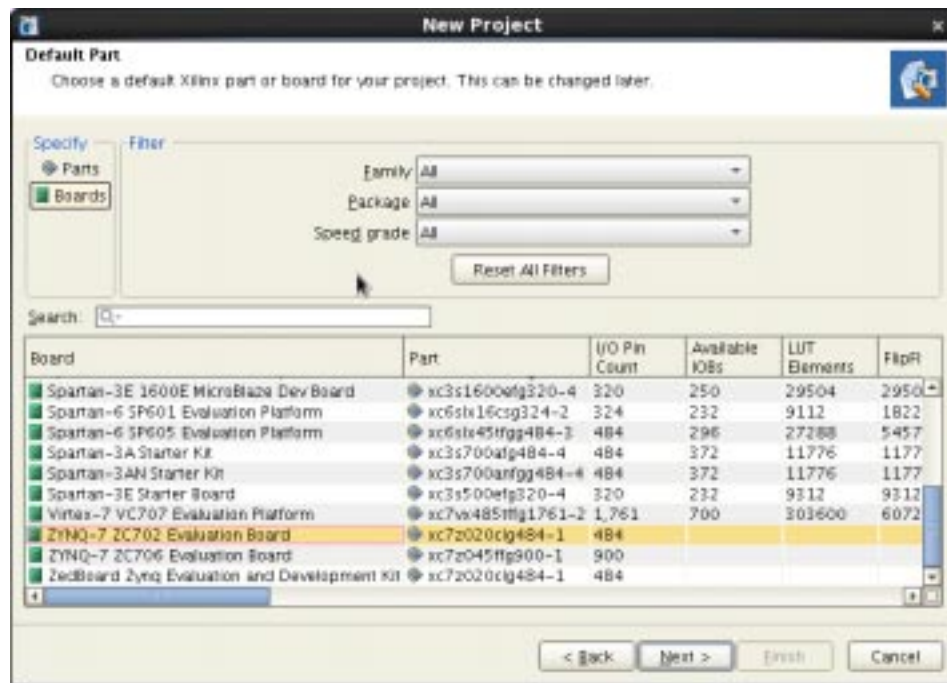 New Project
Default Part
Choose a default Xilinx part or board for your project. This can be changed later.
Specify
Filter
Parts
Boards
Family All
Package All
Speed grade All
Reset All Filters
Search:
Board Part I/O Pin Count Available IOBs LUT Elements FlipFl
Spartan-3E 1600E MicroBlaze Dev Board xc3s1600efg320-4 320 250 29504 2950
Spartan-6 SP601 Evaluation Platform xc6slx16csg324-2 324 232 9112 1822
Spartan-6 SP605 Evaluation Platform xc6slx45tfgg484-3 484 296 27288 5457
Spartan-3A Starter Kit xc3s700afg484-4 484 372 11776 1177
Spartan-3AN Starter Kit xc3s700anfgg484-4 484 372 11776 1177
Spartan-3E Starter Board xc3s500efg320-4 320 232 9312 9312
Virtex-7 VC707 Evaluation Platform xc7vx485tffg1761-2 1,761 700 303600 6072
ZYNQ-7 ZC702 Evaluation Board xc7z020clg484-1 484
ZYNQ-7 ZC706 Evaluation Board xc7z045ffg900-1 900
ZedBoard Zynq Evaluation and Development Kit xc7z020clg484-1 484
< Back Next > Finish Cancel